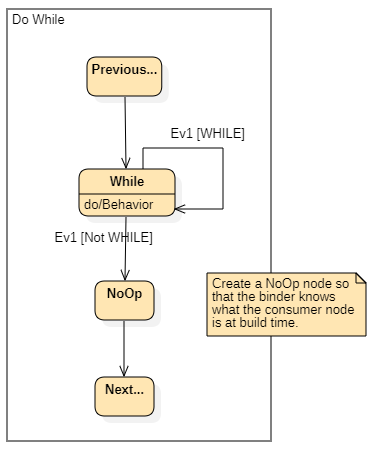 Do While
Previous...
Ev1 [WHILE]
While
do/Behavior
Ev1 [Not WHILE]
NoOp
Create a NoOp node so
that the binder knows
what the consumer node
is at build time.
Next...